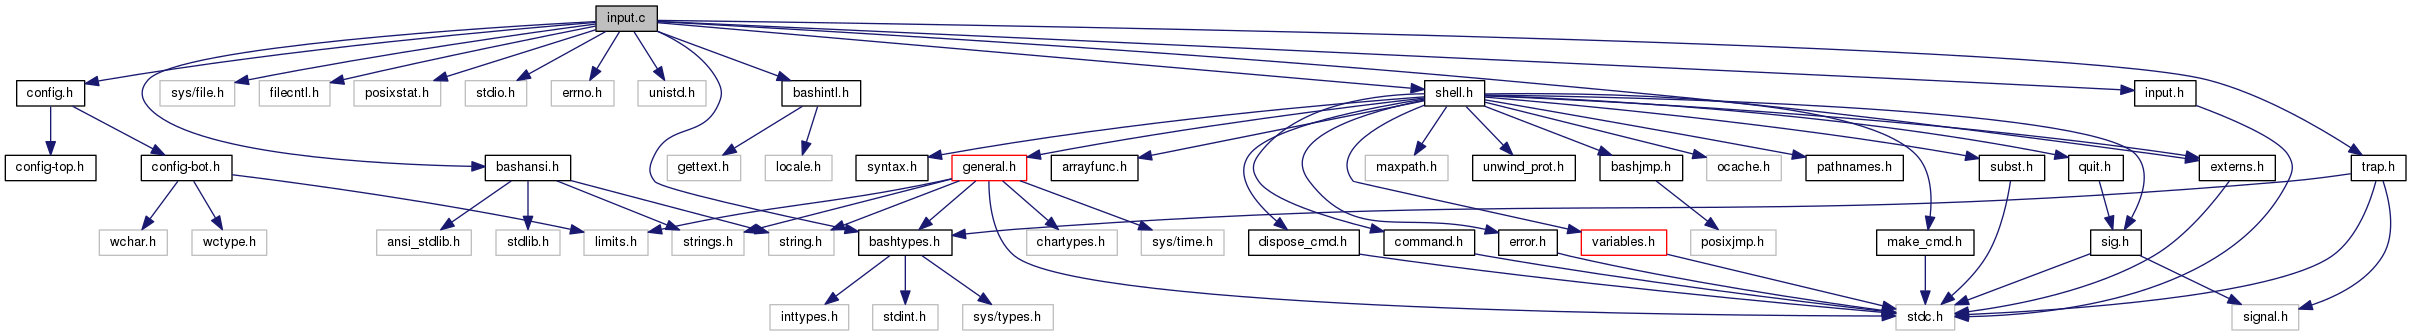 input.c
config.h
sys/file.h
filecntl.h
posixstat.h
stdio.h
errno.h
unistd.h
bashintl.h
shell.h
input.h
config-top.h
config-bot.h
bashansi.h
gettext.h
locale.h
syntax.h
general.h
arrayfunc.h
maxpath.h
unwind_prot.h
bashjmp.h
ocache.h
pathnames.h
subst.h
quit.h
externs.h
trap.h
wchar.h
wctype.h
ansi_stdlib.h
stdlib.h
limits.h
strings.h
string.h
bashtypes.h
chartypes.h
sys/time.h
dispose_cmd.h
command.h
error.h
variables.h
posixjmp.h
make_cmd.h
sig.h
inttypes.h
stdint.h
sys/types.h
stdc.h
signal.h